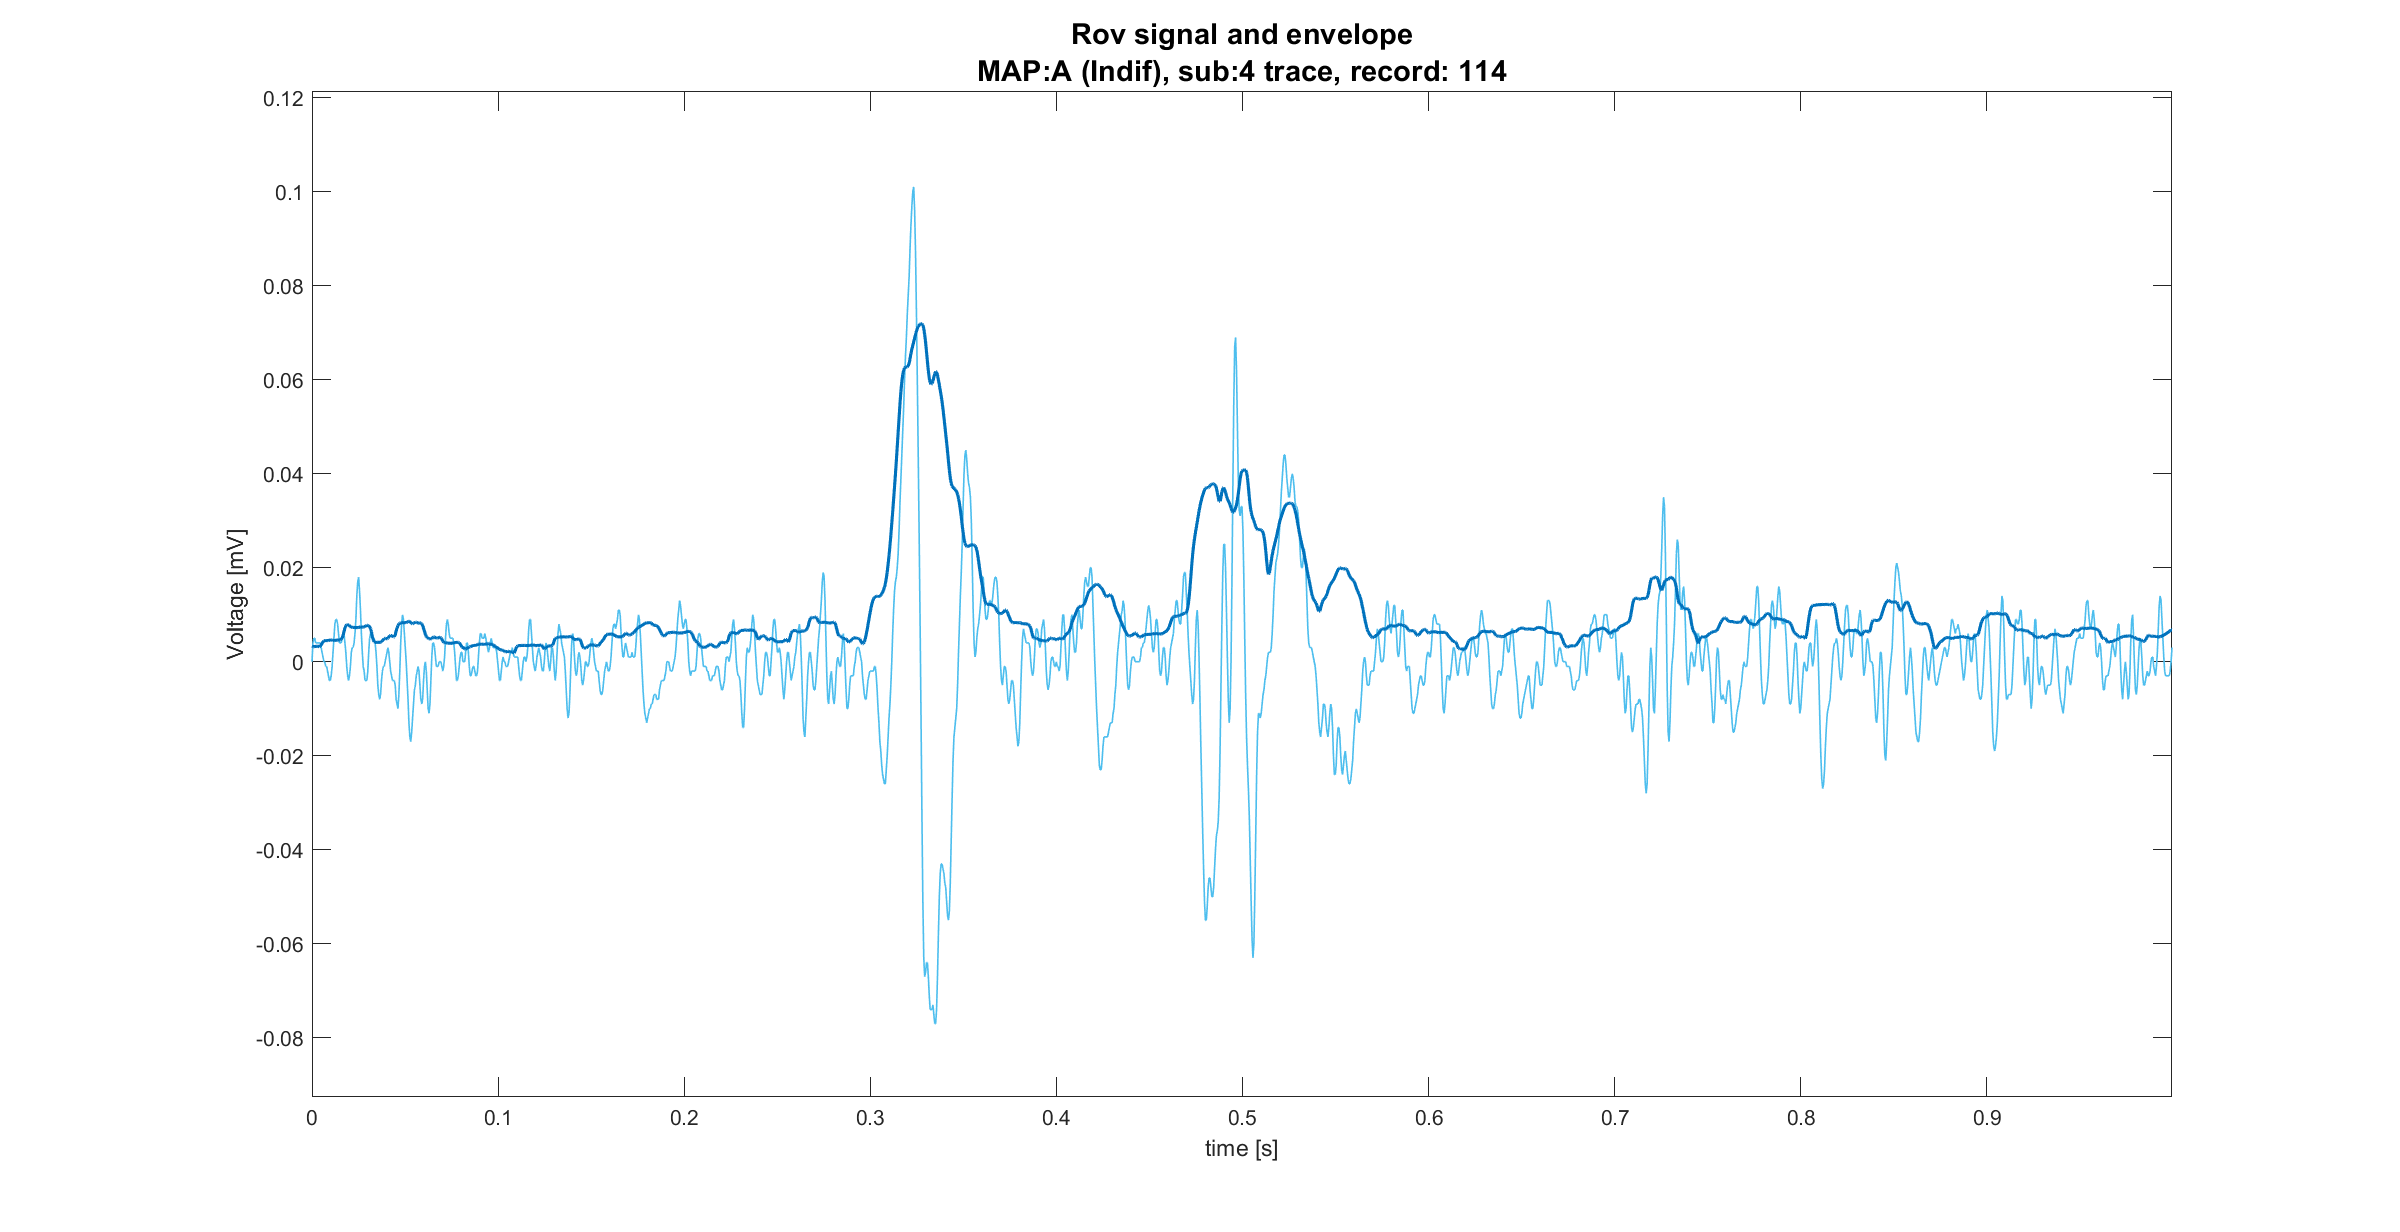 Rov signal and envelope
MAP:A (Indif), sub:4 trace, record: 114
0.12
0.1
0.08
0.06
0.04
0.02
0
-0.02
-0.04
-0.06
-0.08
Voltage [mV]
0 0.1 0.2 0.3 0.4 0.5 0.6 0.7 0.8 0.9
time [s]